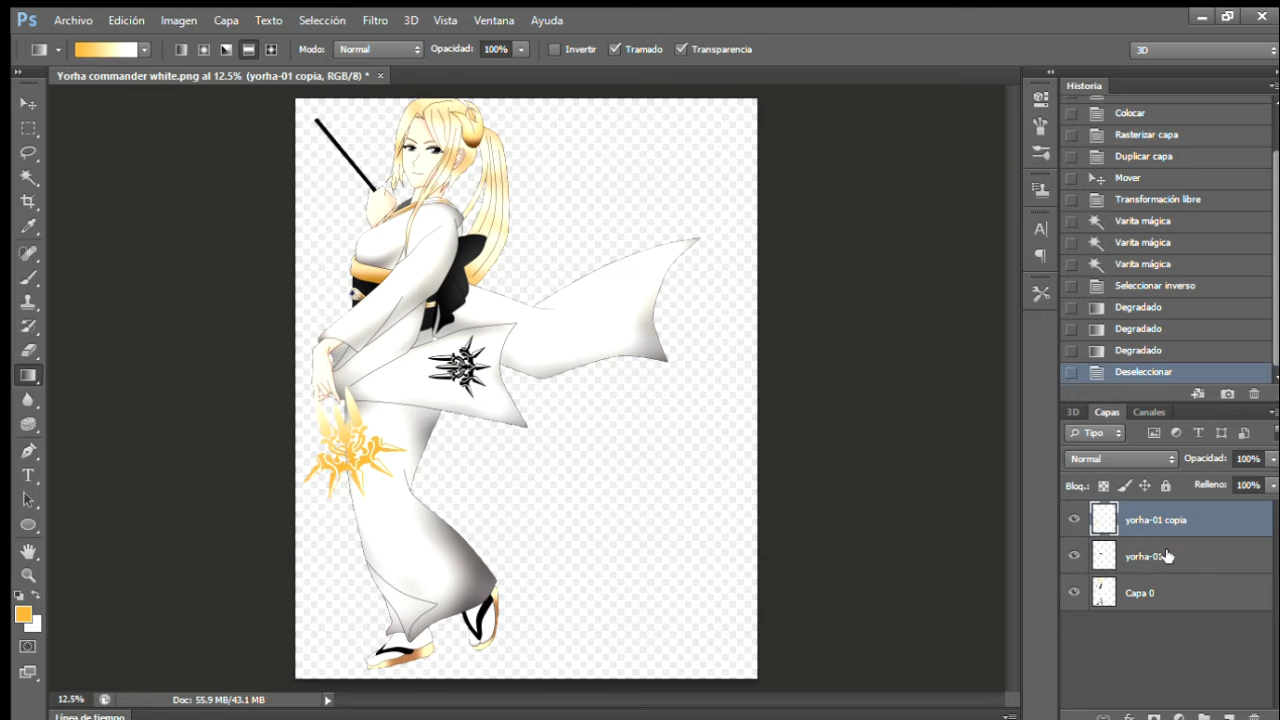 Ps Archivo Edición Imagen Capa Texto Selección Filtro 3D Vista Ventana Ayuda
Modo: Normal Opacidad: 100% Invertir Tramado Transparencia 3D
Yorha commander white.png al 12.5% (yorha-01 copia, RGB/8) * ×
Historia
Colocar
Rasterizar capa
Duplicar capa
Mover
Transformación libre
Varita mágica
Varita mágica
Varita mágica
Seleccionar inverso
Degradado
Degradado
Degradado
Deseleccionar
3D Capas Canales
Tipo
Normal Opacidad: 100%
Bloq.: Relleno: 100%
yorha-01 copia
yorha-01
Capa 0
12.5% Doc: 55.9 MB/43.1 MB
Línea de tiempo